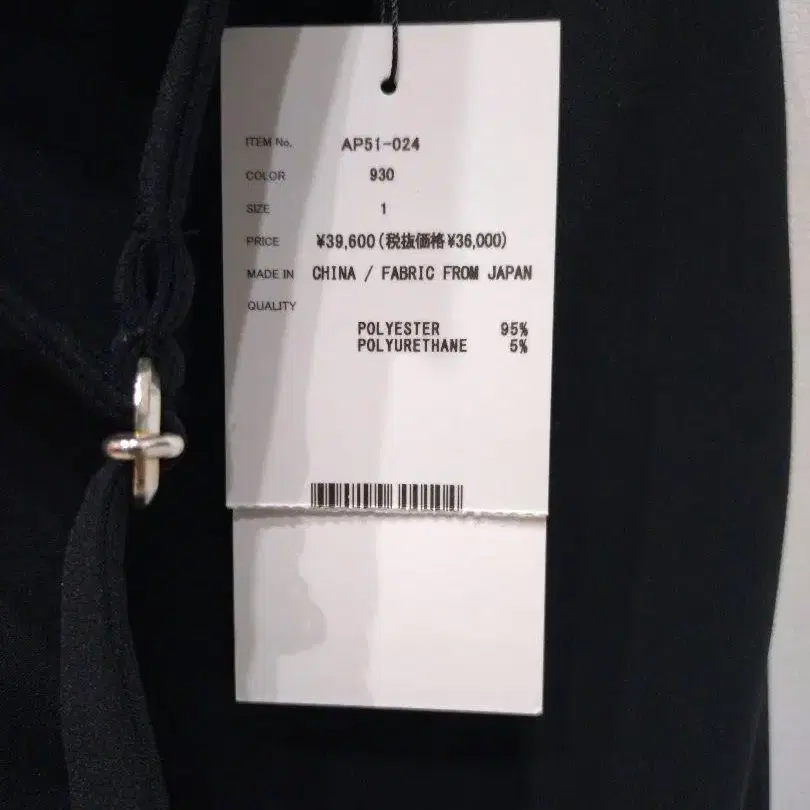 ITEM No. AP51-024
COLOR 930
SIZE 1
PRICE ¥39,600(税抜価格¥36,000)
MADE IN CHINA / FABRIC FROM JAPAN
QUALITY
POLYESTER 95%
POLYURETHANE 5%